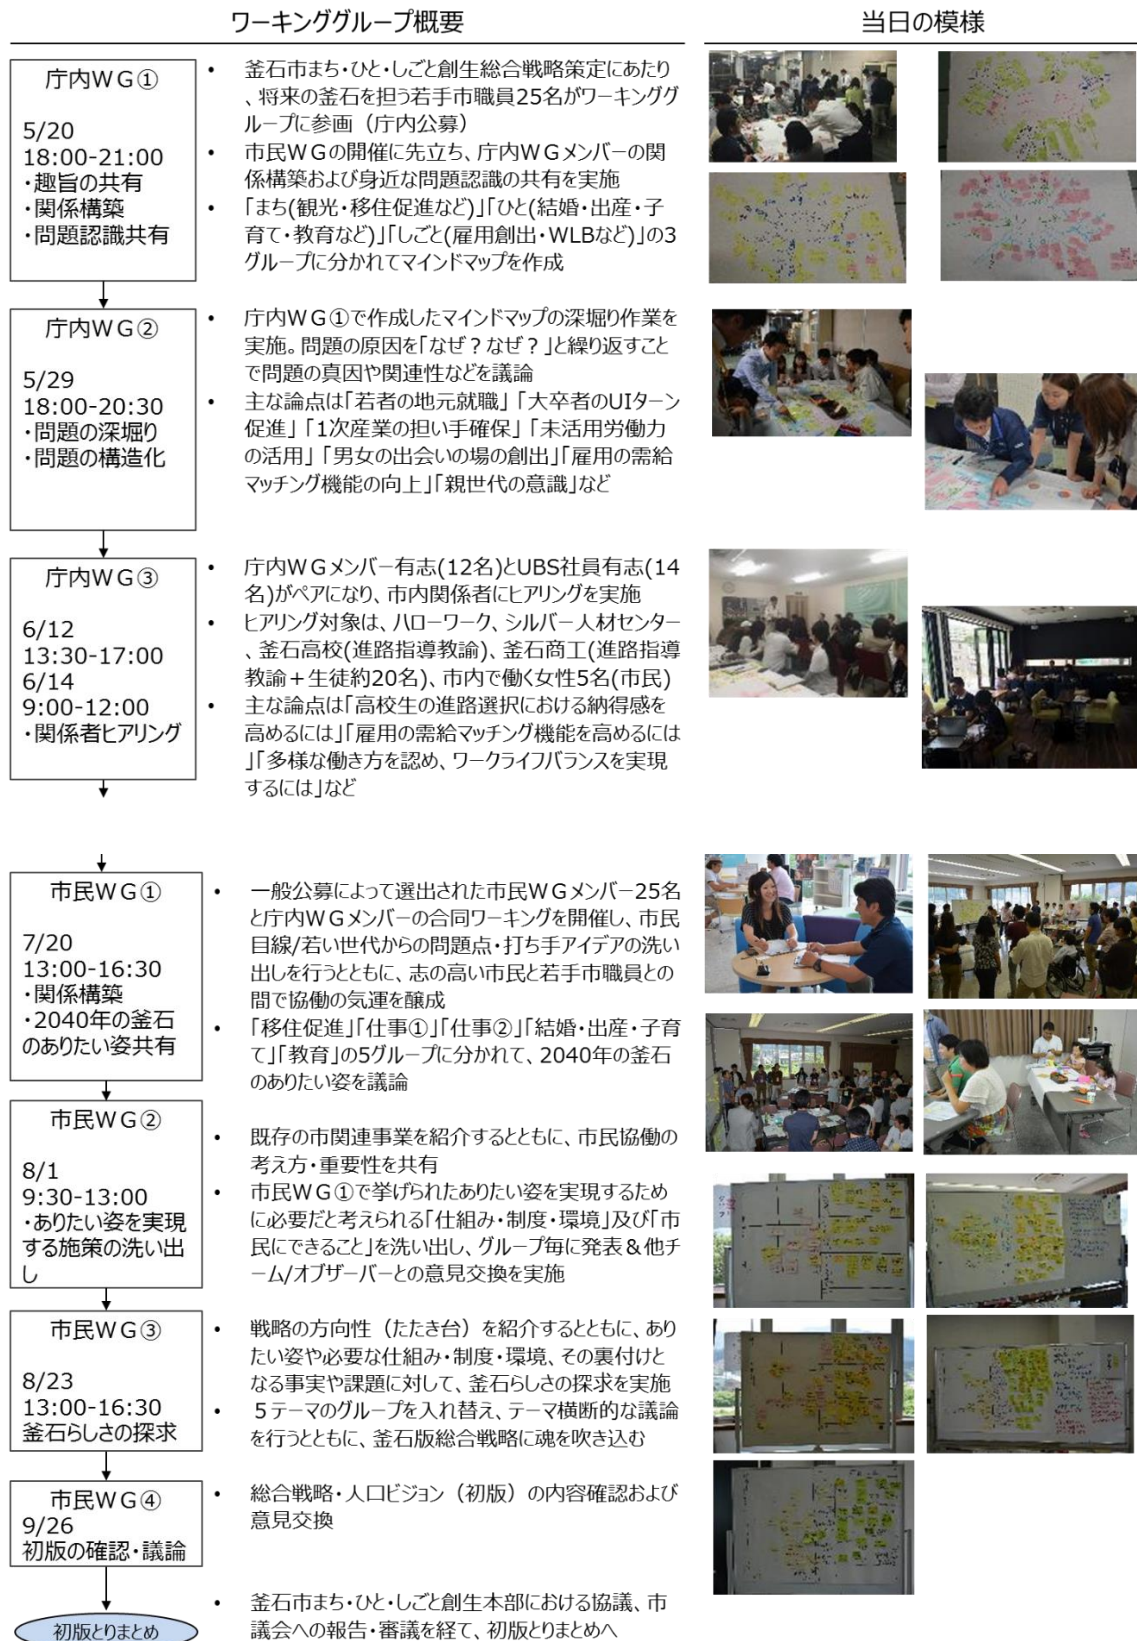 ワーキンググループ概要
当日の模様
庁内WG①
5/20
18:00-21:00
・趣旨の共有
・関係構築
・問題認識共有
• 釜石市まち・ひと・しごと創生総合戦略策定にあたり
、将来の釜石を担う若手市職員25名がワーキンググ
ループに参画（庁内公募）
• 市民WGの開催に先立ち、庁内WGメンバーの関
係構築および身近な問題認識の共有を実施
• 「まち(観光・移住促進など)」「ひと(結婚・出産・子
育て・教育など)」「しごと(雇用創出・WLBなど)」の3
グループに分かれてマインドマップを作成
庁内WG②
5/29
18:00-20:30
・問題の深堀り
・問題の構造化
• 庁内WG①で作成したマインドマップの深堀り作業を
実施。問題の原因を「なぜ？なぜ？」と繰り返すこと
で問題の真因や関連性などを議論
• 主な論点は「若者の地元就職」「大卒者のUIターン
促進」「1次産業の担い手確保」「未活用労働力
の活用」「男女の出会いの場の創出」「雇用の需給
マッチング機能の向上」「親世代の意識」など
庁内WG③
6/12
13:30-17:00
6/14
9:00-12:00
・関係者ヒアリング
• 庁内WGメンバー有志(12名)とUBS社員有志(14
名)がペアになり、市内関係者にヒアリングを実施
• ヒアリング対象は、ハローワーク、シルバー人材センター
、釜石高校(進路指導教諭)、釜石商工(進路指導
教諭＋生徒約20名)、市内で働く女性5名(市民)
• 主な論点は「高校生の進路選択における納得感を
高めるには」「雇用の需給マッチング機能を高めるには
」「多様な働き方を認め、ワークライフバランスを実現
するには」など
市民WG①
7/20
13:00-16:30
・関係構築
・2040年の釜石
のありたい姿共有
• 一般公募によって選出された市民WGメンバー25名
と庁内WGメンバーの合同ワーキングを開催し、市民
目線/若い世代からの問題点・打ち手アイデアの洗い
出しを行うとともに、志の高い市民と若手市職員との
間で協働の気運を醸成
• 「移住促進」「仕事①」「仕事②」「結婚・出産・子育
て」「教育」の5グループに分かれて、2040年の釜石
のありたい姿を議論
市民WG②
8/1
9:30-13:00
・ありたい姿を実現
する施策の洗い出
し
• 既存の市関連事業を紹介するとともに、市民協働の
考え方・重要性を共有
• 市民WG①で挙げられたありたい姿を実現するため
に必要だと考えられる「仕組み・制度・環境」及び「市
民にできること」を洗い出し、グループ毎に発表＆他チ
ーム/オブザーバーとの意見交換を実施
市民WG③
8/23
13:00-16:30
釜石らしさの探求
• 戦略の方向性（たたき台）を紹介するとともに、あり
たい姿や必要な仕組み・制度・環境、その裏付けと
なる事実や課題に対して、釜石らしさの探求を実施
• ５テーマのグループを入れ替え、テーマ横断的な議論
を行うとともに、釜石版総合戦略に魂を吹き込む
市民WG④
9/26
初版の確認・議論
• 総合戦略・人口ビジョン（初版）の内容確認および
意見交換
初版とりまとめ
• 釜石市まち・ひと・しごと創生本部における協議、市
議会への報告・審議を経て、初版とりまとめへ